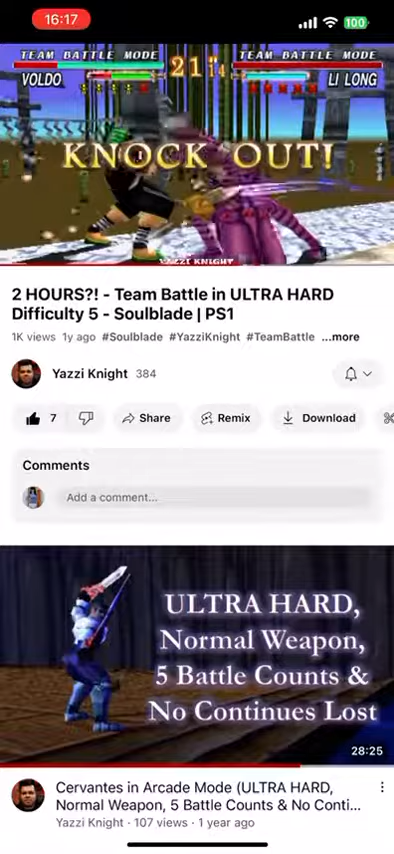 16:17
100
TEAM BATTLE MODE
TEAM BATTLE MODE
VOLDO
21
14
LI LONG
KNOCK OUT!
YAZZI KNIGHT
2 HOURS?! - Team Battle in ULTRA HARD
Difficulty 5 - Soulblade | PS1
1K views 1y ago #Soulblade #YazziKnight #TeamBattle ...more
Yazzi Knight 384
7
Share
Remix
Download
Comments
Add a comment...
ULTRA HARD,
Normal Weapon,
5 Battle Counts &
No Continues Lost
28:25
Cervantes in Arcade Mode (ULTRA HARD,
Normal Weapon, 5 Battle Counts & No Conti...
Yazzi Knight · 107 views · 1 year ago